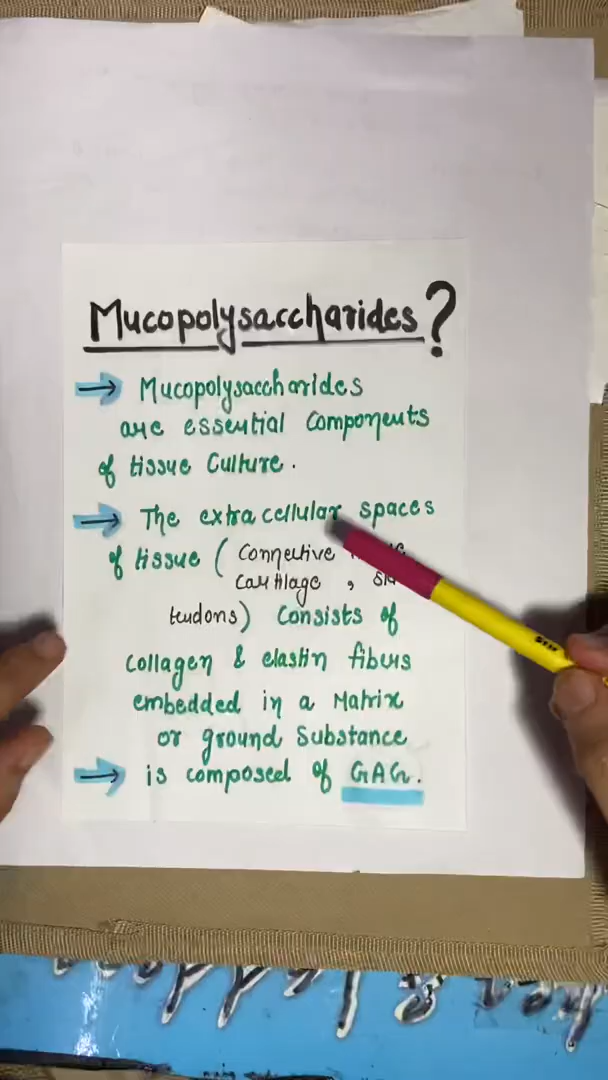 Mucopolysaccharides?
Mucopolysaccharides
are essential Components
of tissue Culture.
The extracellular spaces
of tissue ( Connective
Cartilage ,
tendons) Consists of
Collagen & elastin fibers
embedded in a Matrix
or ground Substance
is composed of GAG.